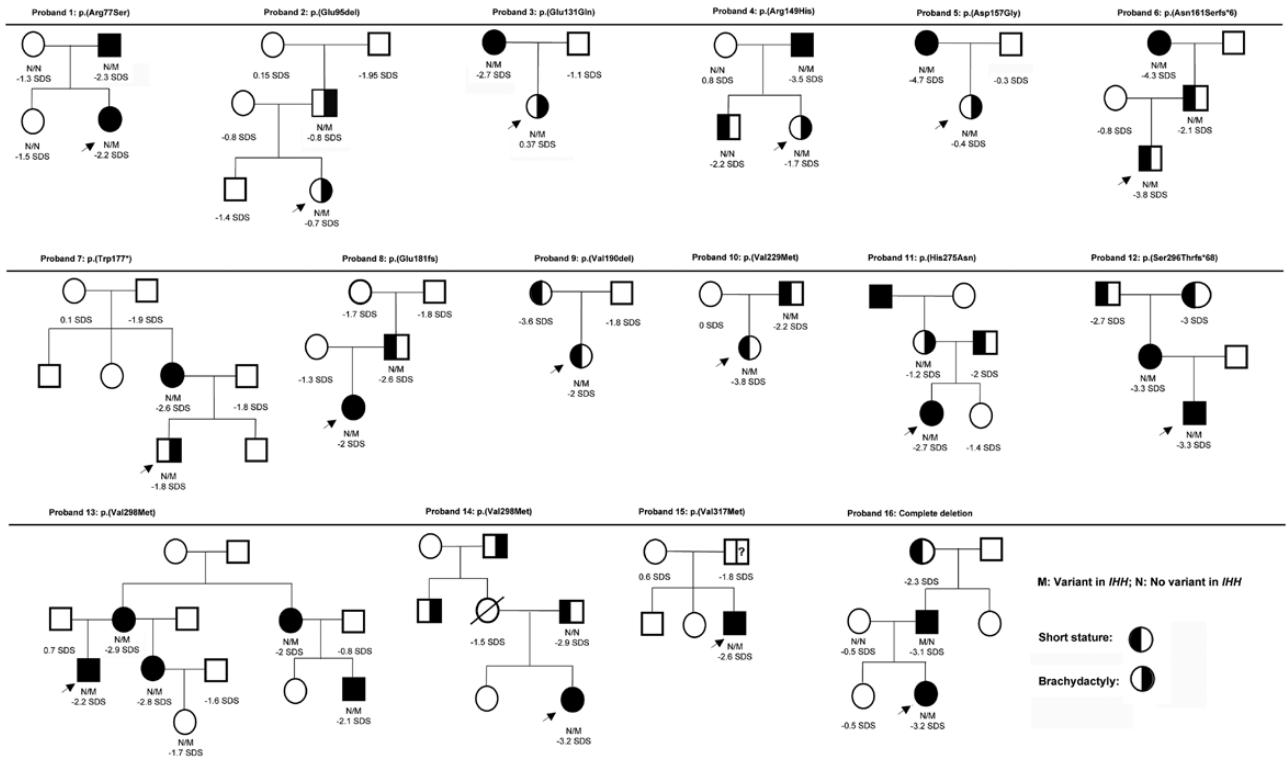 Proband 1: p.(Arg77Ser)
N/N
-1.3 SDS
N/M
-2.3 SDS
N/N
-1.5 SDS
N/M
-2.2 SDS
Proband 2: p.(Glu95del)
0.15 SDS
-1.95 SDS
-0.8 SDS
N/M
-0.8 SDS
-1.4 SDS
N/M
-0.7 SDS
Proband 3: p.(Glu131Gln)
N/M
-2.7 SDS
-1.1 SDS
N/M
0.37 SDS
Proband 4: p.(Arg149His)
N/N
0.8 SDS
N/M
-3.5 SDS
N/N
-2.2 SDS
N/M
-1.7 SDS
Proband 5: p.(Asp157Gly)
N/M
-4.7 SDS
-0.3 SDS
N/M
-0.4 SDS
Proband 6: p.(Asn161Serfs*6)
N/M
-4.3 SDS
-0.8 SDS
N/M
-2.1 SDS
N/M
-3.8 SDS
Proband 7: p.(Trp177*)
0.1 SDS
-1.9 SDS
N/M
-2.6 SDS
-1.8 SDS
N/M
-1.8 SDS
Proband 8: p.(Glu181fs)
-1.7 SDS
-1.8 SDS
-1.3 SDS
N/M
-2.6 SDS
N/M
-2 SDS
Proband 9: p.(Val190del)
-3.6 SDS
-1.8 SDS
N/M
-2 SDS
Proband 10: p.(Val229Met)
0 SDS
N/M
-2.2 SDS
N/M
-3.8 SDS
Proband 11: p.(His275Asn)
N/M
-1.2 SDS
-2 SDS
N/M
-2.7 SDS
-1.4 SDS
Proband 12: p.(Ser296Thrfs*68)
-2.7 SDS
-3 SDS
N/M
-3.3 SDS
N/M
-3.3 SDS
Proband 13: p.(Val298Met)
0.7 SDS
N/M
-2.9 SDS
N/M
-2 SDS
-0.8 SDS
N/M
-2.2 SDS
N/M
-2.8 SDS
-1.6 SDS
N/M
-2.1 SDS
N/M
-1.7 SDS
Proband 14: p.(Val298Met)
-1.5 SDS
N/N
-2.9 SDS
N/M
-3.2 SDS
Proband 15: p.(Val317Met)
?
0.6 SDS
-1.8 SDS
N/M
-2.6 SDS
Proband 16: Complete deletion
-2.3 SDS
N/N
-0.5 SDS
M/N
-3.1 SDS
-0.5 SDS
N/M
-3.2 SDS
M: Variant in IHH; N: No variant in IHH
Short stature:
Brachydactyly: